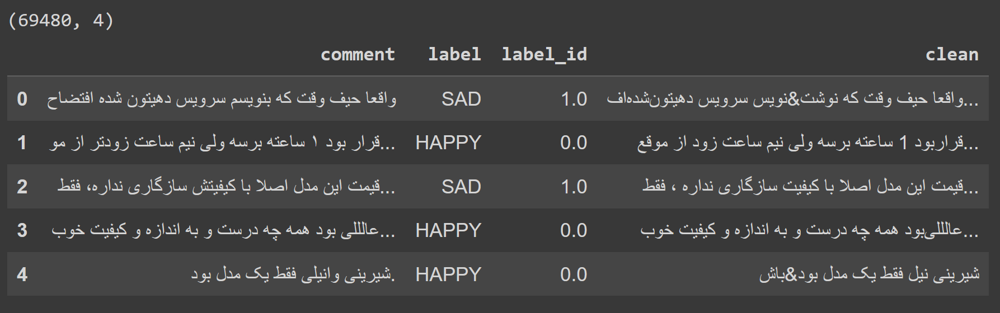 (69480, 4)
comment label label_id clean
0 واقعا حیف وقت که بنویسم سرویس دهیتون شده افتضاح SAD 1.0 واقعا حیف وقت که نوشت&نویس سرویس دهیتون‌شده‌اف...
1 قرار بود ۱ ساعته برسه ولی نیم ساعت زودتر از مو... HAPPY 0.0 قراربود 1 ساعته برسه ولی نیم ساعت زود از موقع...
2 قیمت این مدل اصلا با کیفیتش سازگاری نداره، فقط... SAD 1.0 قیمت این مدل اصلا با کیفیت سازگاری نداره ، فقط...
3 عالللی بود همه چه درست و به اندازه و کیفیت خوب... HAPPY 0.0 عالللی‌بود همه چه درست و به اندازه و کیفیت خوب...
4 شیرینی وانیلی فقط یک مدل بود. HAPPY 0.0 شیرینی نیل فقط یک مدل بود&باش